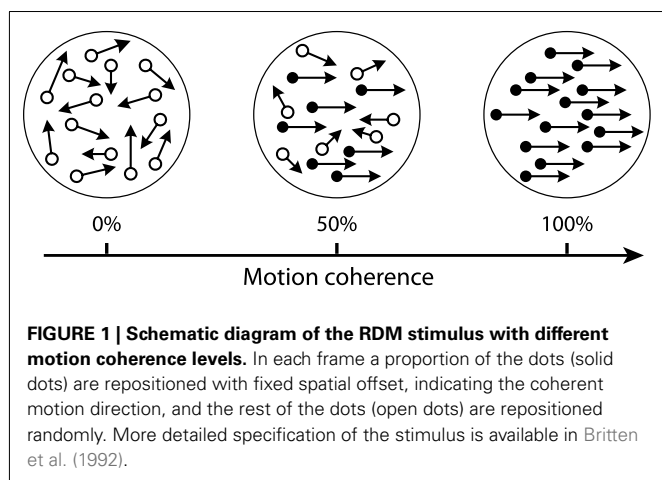 0% 50% 100%
Motion coherence
FIGURE 1 | Schematic diagram of the RDM stimulus with different
motion coherence levels. In each frame a proportion of the dots (solid
dots) are repositioned with fixed spatial offset, indicating the coherent
motion direction, and the rest of the dots (open dots) are repositioned
randomly. More detailed specification of the stimulus is available in Britten
et al. (1992).